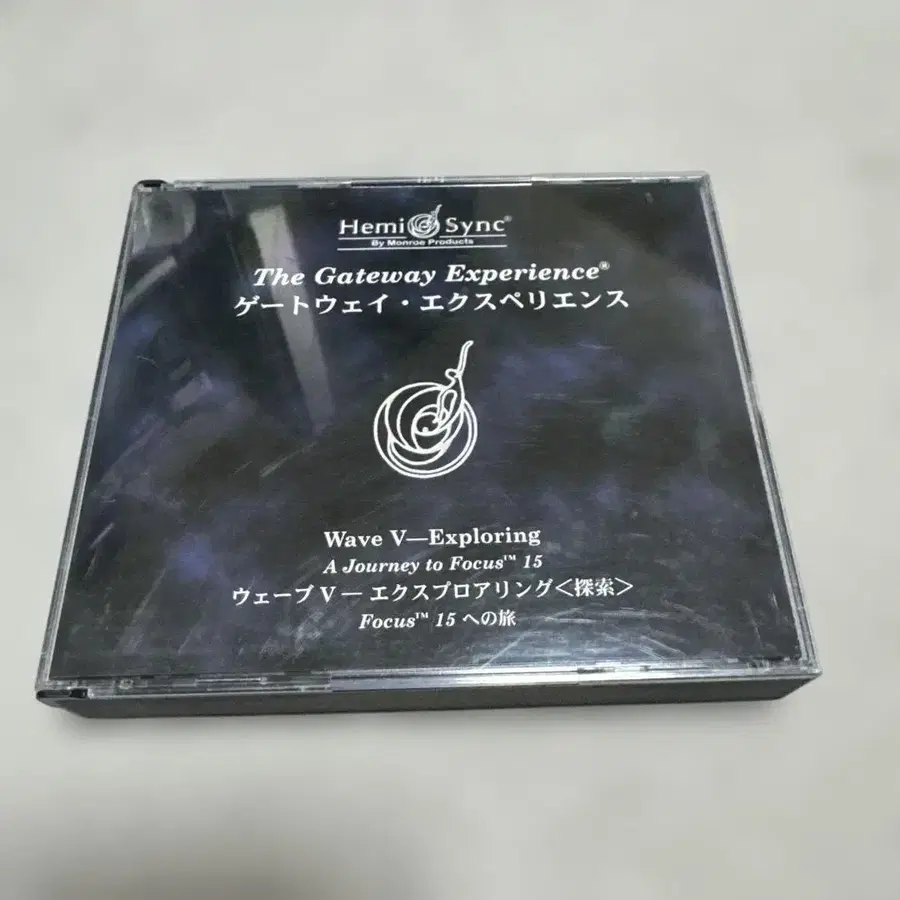 Hemi Sync®
By Monroe Products
The Gateway Experience®
ゲートウェイ・エクスペリエンス
Wave V—Exploring
A Journey to Focus™ 15
ウェーブ V — エクスプロアリング<探索>
Focus™ 15 への旅